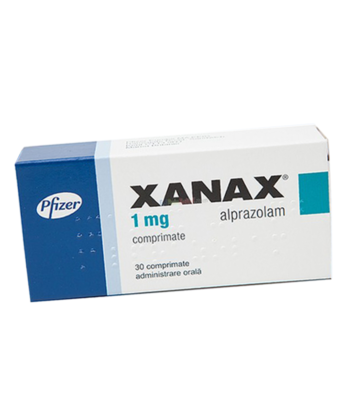 Pfizer
XANAX®
1 mg
alprazolam
comprimate
30 comprimate
administrare orală